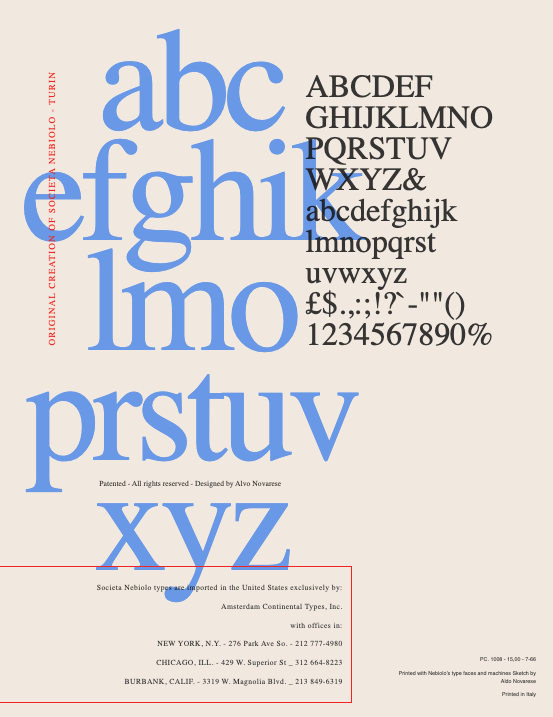 abc
efghik
lmo
prstuv
xyz
ORIGINAL CREATION OF SOCIETA NEBIOLO - TURIN
ABCDEF
GHIJKLMNO
PQRSTUV
WXYZ&
abcdefghijk
lmnopqrst
uvwxyz
£$.,:;!?`-""()
1234567890%
Patented - All rights reserved - Designed by Alvo Novarese
Societa Nebiolo types are imported in the United States exclusively by:
Amsterdam Continental Types, Inc.
with offices in:
NEW YORK, N.Y. - 276 Park Ave So. - 212 777-4980
CHICAGO, ILL. - 429 W. Superior St _ 312 664-8223
BURBANK, CALIF. - 3319 W. Magnolia Blvd. _ 213 849-6319
PC. 1008 - 15,00 - 7-66
Printed with Nebiolo's type faces and machines Sketch by
Aldo Novarese
Printed in Italy